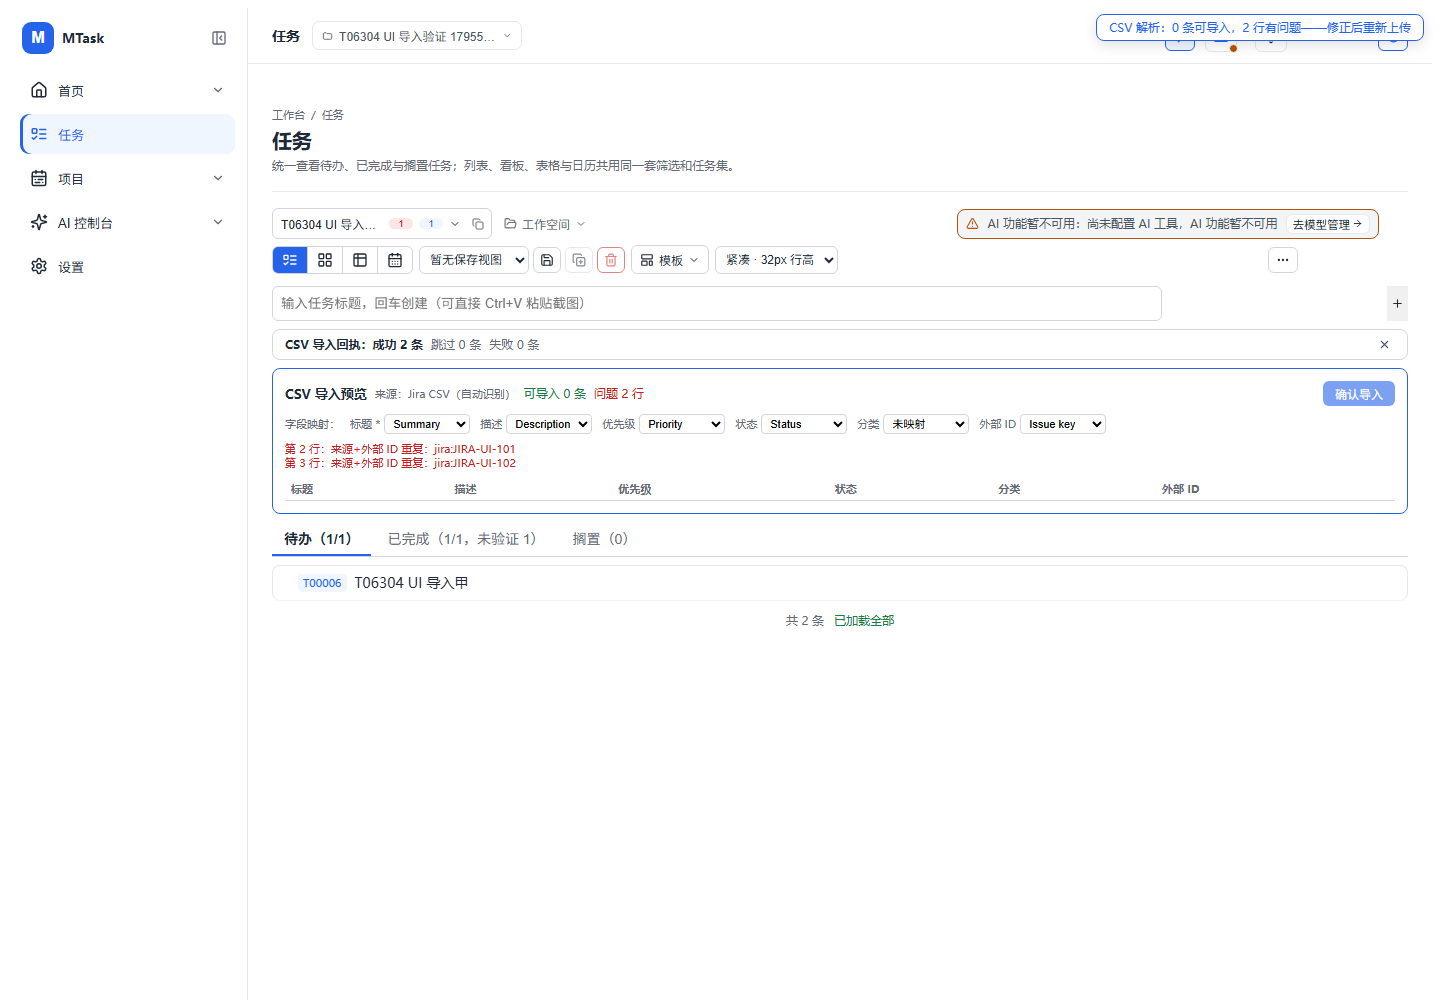 M MTask
首页
任务
项目
AI 控制台
设置
任务 T06304 UI 导入验证 17955...
CSV 解析：0 条可导入，2 行有问题——修正后重新上传
工作台 / 任务
任务
统一查看待办、已完成与搁置任务；列表、看板、表格与日历共用同一套筛选和任务集。
T06304 UI 导入... 1 1 工作空间
AI 功能暂不可用：尚未配置 AI 工具，AI 功能暂不可用 去模型管理
暂无保存视图 模板 紧凑 · 32px 行高
输入任务标题，回车创建（可直接 Ctrl+V 粘贴截图）
CSV 导入回执：成功 2 条 跳过 0 条 失败 0 条
CSV 导入预览 来源：Jira CSV（自动识别） 可导入 0 条 问题 2 行 确认导入
字段映射： 标题 * Summary 描述 Description 优先级 Priority 状态 Status 分类 未映射 外部 ID Issue key
第 2 行：来源+外部 ID 重复：jira:JIRA-UI-101
第 3 行：来源+外部 ID 重复：jira:JIRA-UI-102
标题 描述 优先级 状态 分类 外部 ID
待办（1/1） 已完成（1/1，未验证 1） 搁置（0）
T00006 T06304 UI 导入甲
共 2 条 已加载全部